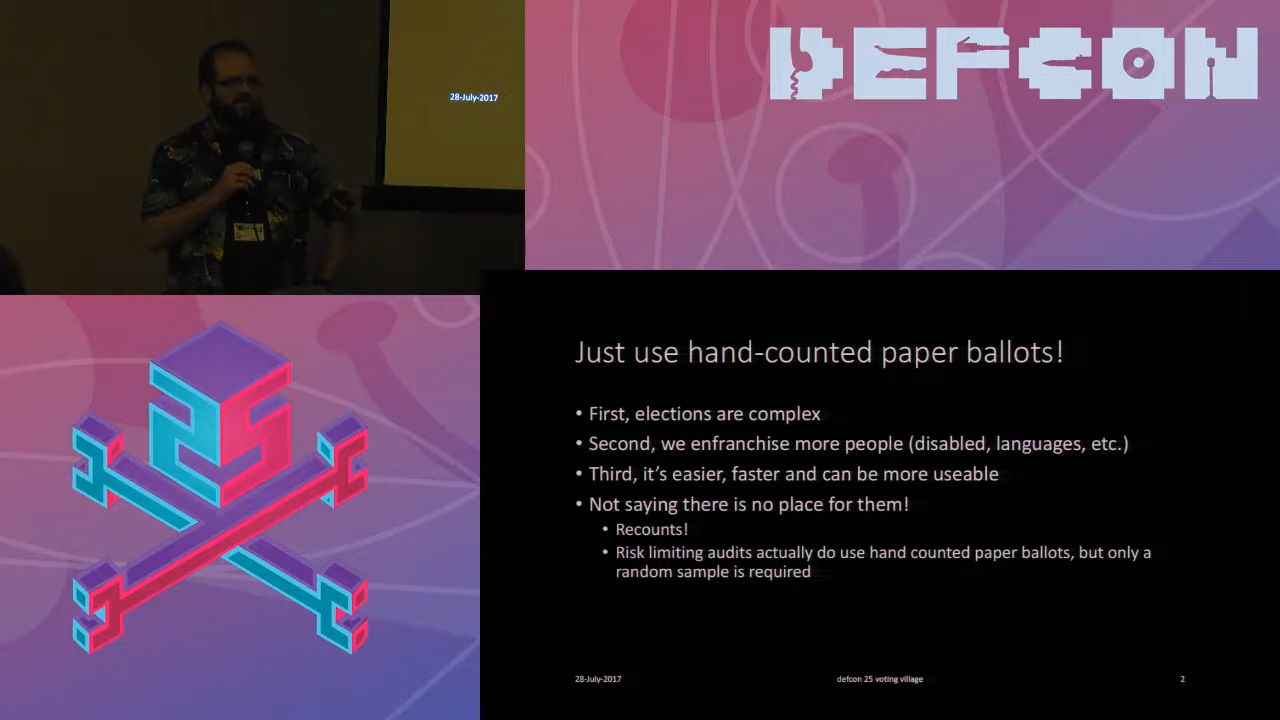 28-July-2017
DEFCON
Just use hand-counted paper ballots!
• First, elections are complex
• Second, we enfranchise more people (disabled, languages, etc.)
• Third, it's easier, faster and can be more useable
• Not saying there is no place for them!
• Recounts!
• Risk limiting audits actually do use hand counted paper ballots, but only a
random sample is required
28-July-2017
defcon 25 voting village
2